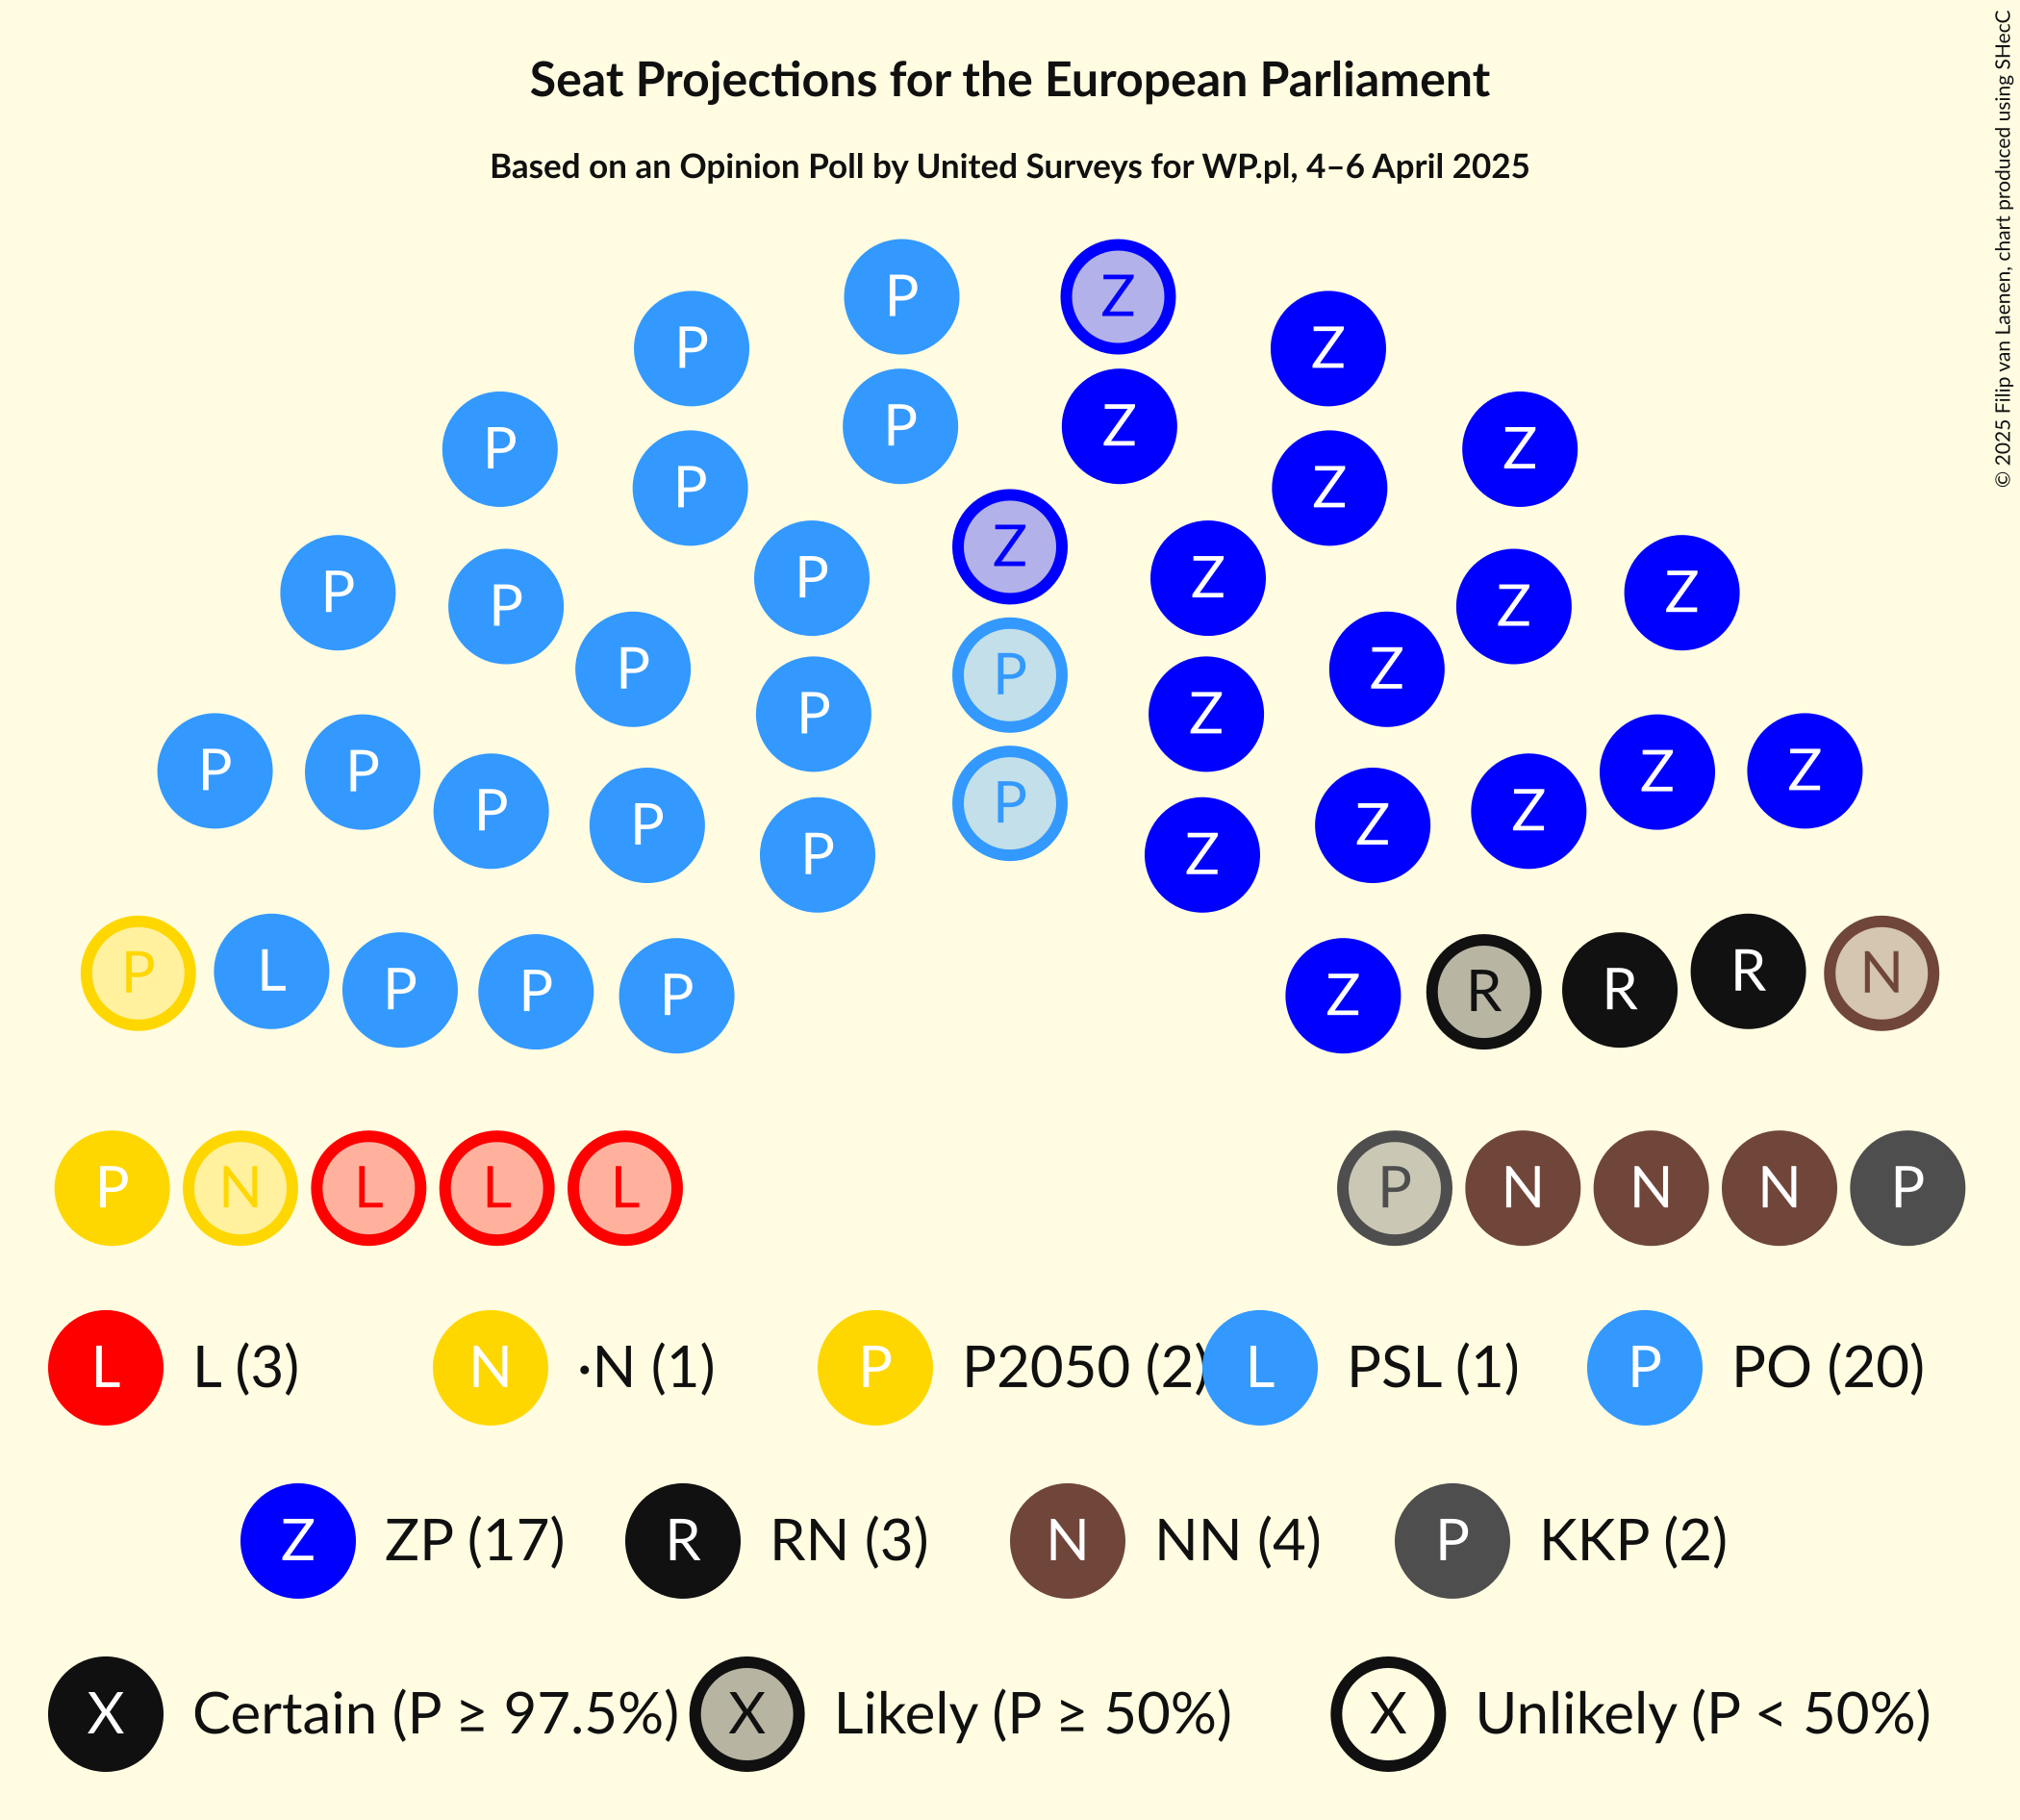 Seat Projections for the European Parliament
Based on an Opinion Poll by United Surveys for WP.pl, 4–6 April 2025
© 2025 Filip van Laenen, chart produced using SHecC
P Z
P Z
P P Z Z
P Z
P Z
Z
P Z
P Z
P Z
P P Z Z
P
P Z
P P Z Z
P
P Z
P Z
P Z
P L P P P Z R R R N
P N L L L P N N N P
L L (3) N ·N (1) P P2050 (2) L PSL (1) P PO (20)
Z ZP (17) R RN (3) N NN (4) P KKP (2)
X Certain (P ≥ 97.5%) X Likely (P ≥ 50%) X Unlikely (P < 50%)